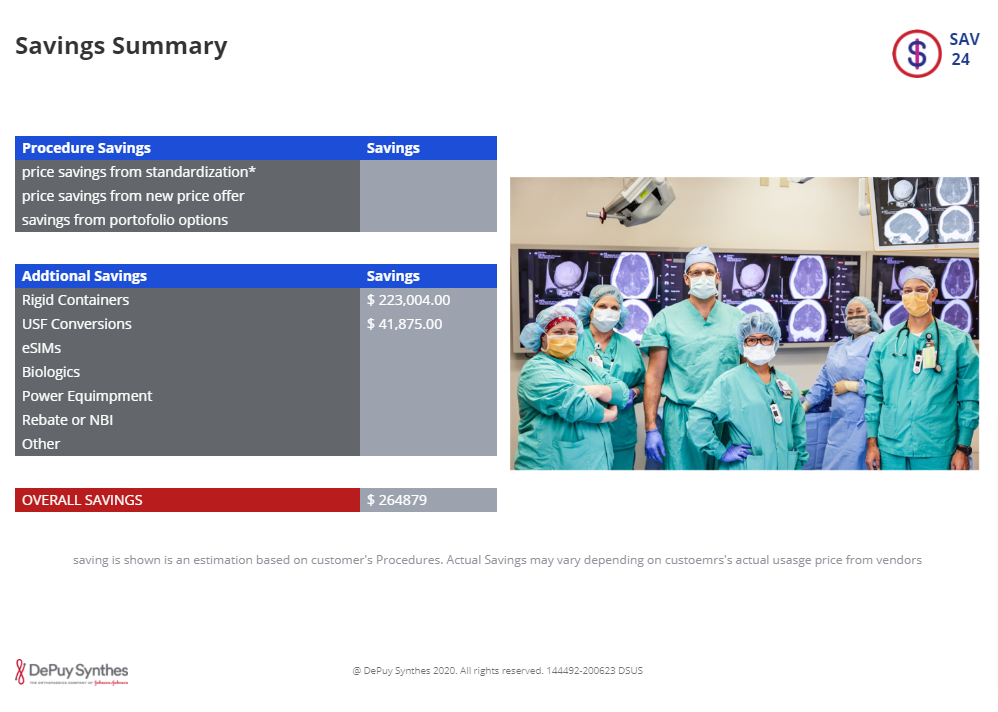 Savings Summary
SAV
24
Procedure Savings Savings
price savings from standardization*
price savings from new price offer
savings from portofolio options
Addtional Savings Savings
Rigid Containers $ 223,004.00
USF Conversions $ 41,875.00
eSIMs
Biologics
Power Equimpment
Rebate or NBI
Other
OVERALL SAVINGS $ 264879
saving is shown is an estimation based on customer's Procedures. Actual Savings may vary depending on custoemrs's actual usasge price from vendors
DePuy Synthes
THE ORTHOPAEDICS COMPANY OF Johnson&Johnson
@ DePuy Synthes 2020. All rights reserved. 144492-200623 DSUS